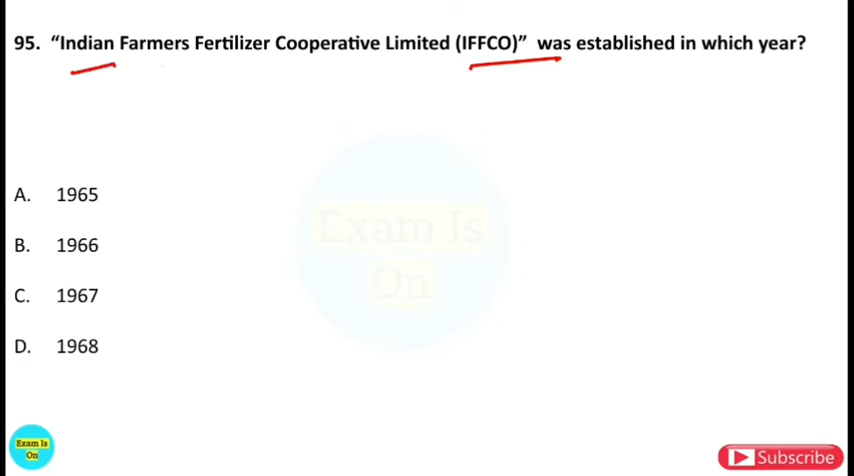 95. “Indian Farmers Fertilizer Cooperative Limited (IFFCO)” was established in which year?
A. 1965
B. 1966
C. 1967
D. 1968
Exam Is
On
Exam Is
On
Subscribe